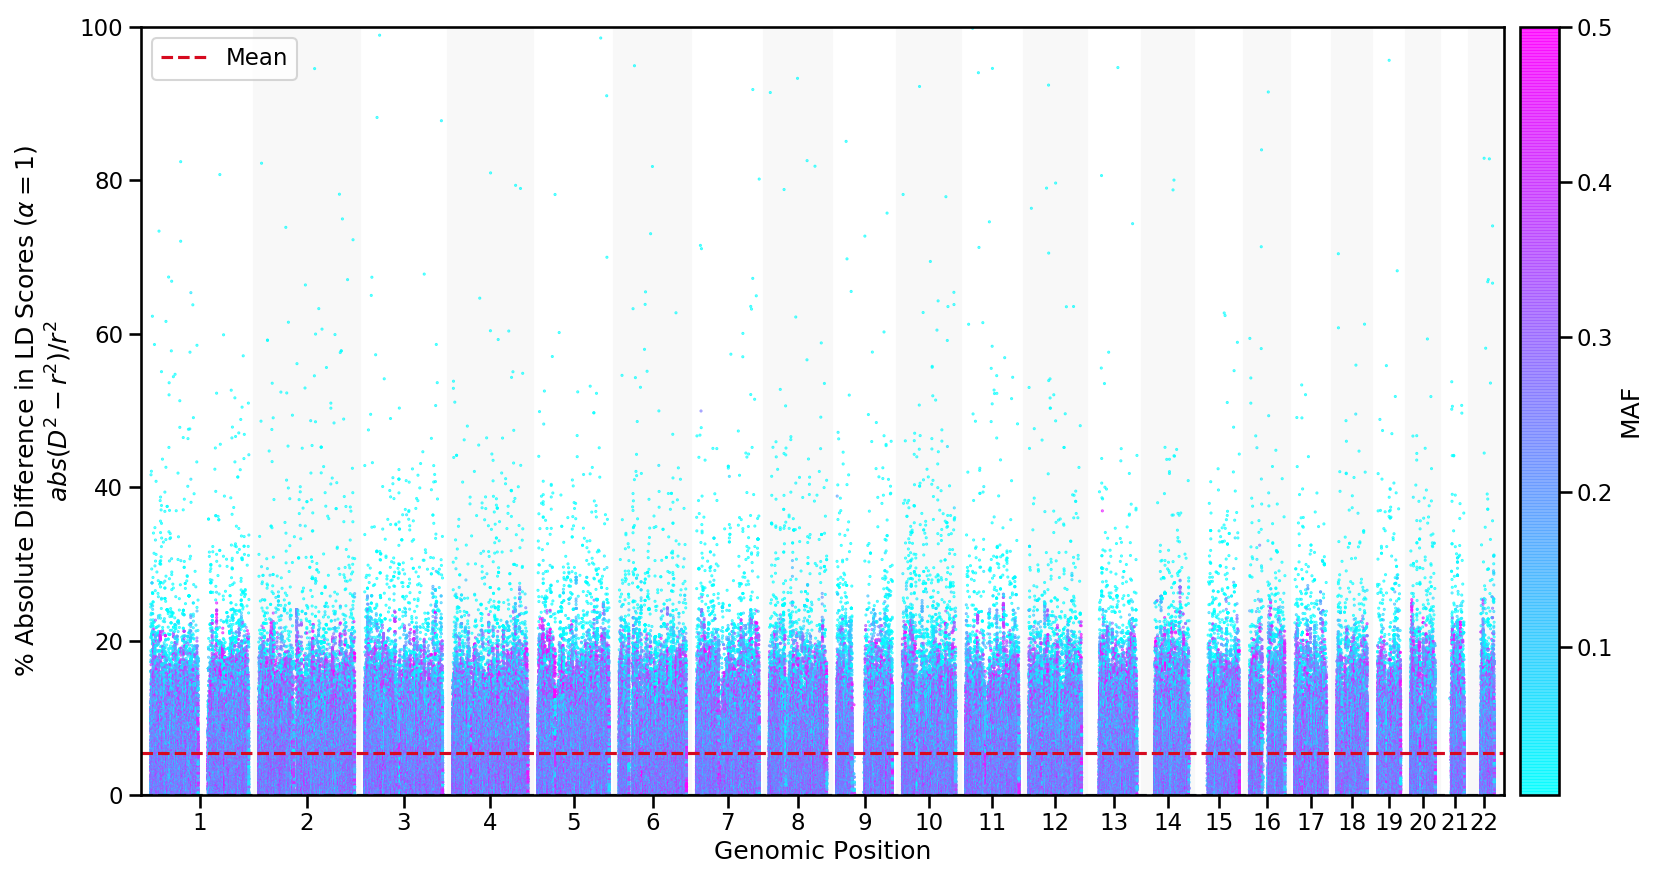 % Absolute Difference in LD Scores (α = 1)
abs(D² − r²)/r²
100
80
60
40
20
0
Mean
1 2 3 4 5 6 7 8 9 10 11 12 13 14 15 16 17 18 19 20 21 22
Genomic Position
0.5
0.4
0.3
0.2
0.1
MAF